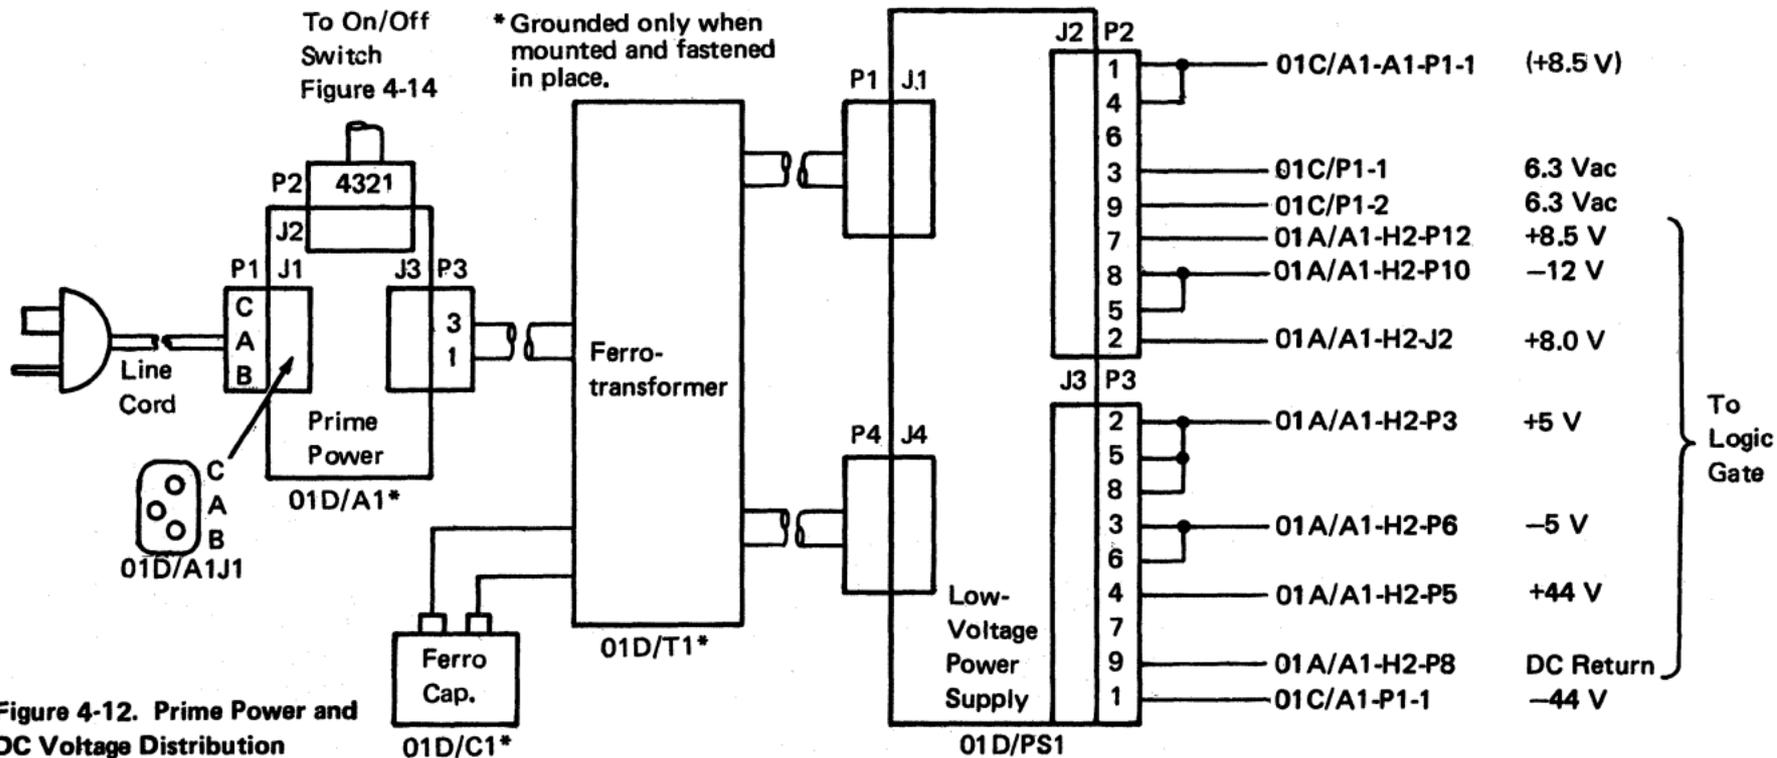 To On/Off
Switch
Figure 4-14
* Grounded only when
mounted and fastened
in place.
P2
4321
J2
P1
J1
J3
P3
C
A
B
3
1
Line
Cord
Prime
Power
01D/A1*
C
A
B
01D/A1J1
Ferro-
transformer
01D/T1*
Ferro
Cap.
01D/C1*
P1
J1
P4
J4
Low-
Voltage
Power
Supply
01D/PS1
J2
P2
1 01C/A1-A1-P1-1 (+8.5 V)
4
6
3 01C/P1-1 6.3 Vac
9 01C/P1-2 6.3 Vac
7 01A/A1-H2-P12 +8.5 V
8 01A/A1-H2-P10 −12 V
5
2 01A/A1-H2-J2 +8.0 V
J3
P3
2 01A/A1-H2-P3 +5 V
5
8
3 01A/A1-H2-P6 −5 V
6
4 01A/A1-H2-P5 +44 V
7
9 01A/A1-H2-P8 DC Return
1 01C/A1-P1-1 −44 V
To
Logic
Gate
Figure 4-12. Prime Power and
DC Voltage Distribution